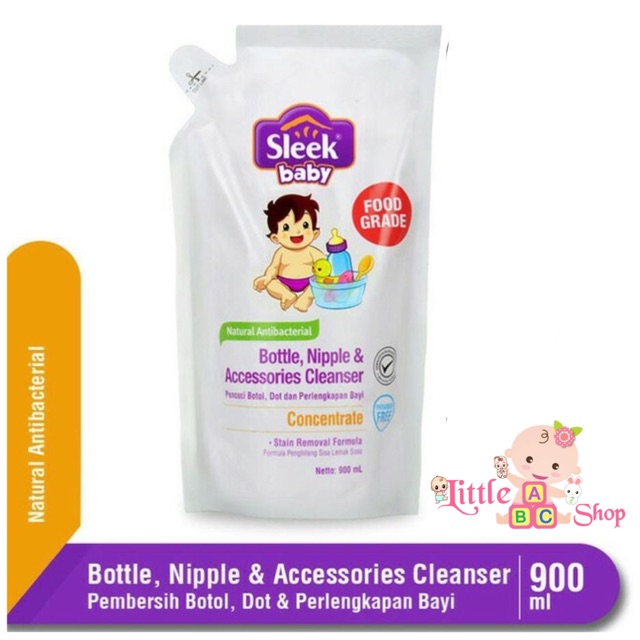 Sleek®
baby
FOOD
GRADE
Natural Antibacterial
Bottle, Nipple &
Accessories Cleanser
Pencuci Botol, Dot dan Perlengkapan Bayi
Concentrate
FREE
• Stain Removal Formula
Formula Penghilang Sisa Lemak Susu
Netto: 900 mL
Natural Antibacterial
Little
A
B C
Shop
Bottle, Nipple & Accessories Cleanser
Pembersih Botol, Dot & Perlengkapan Bayi
900
ml